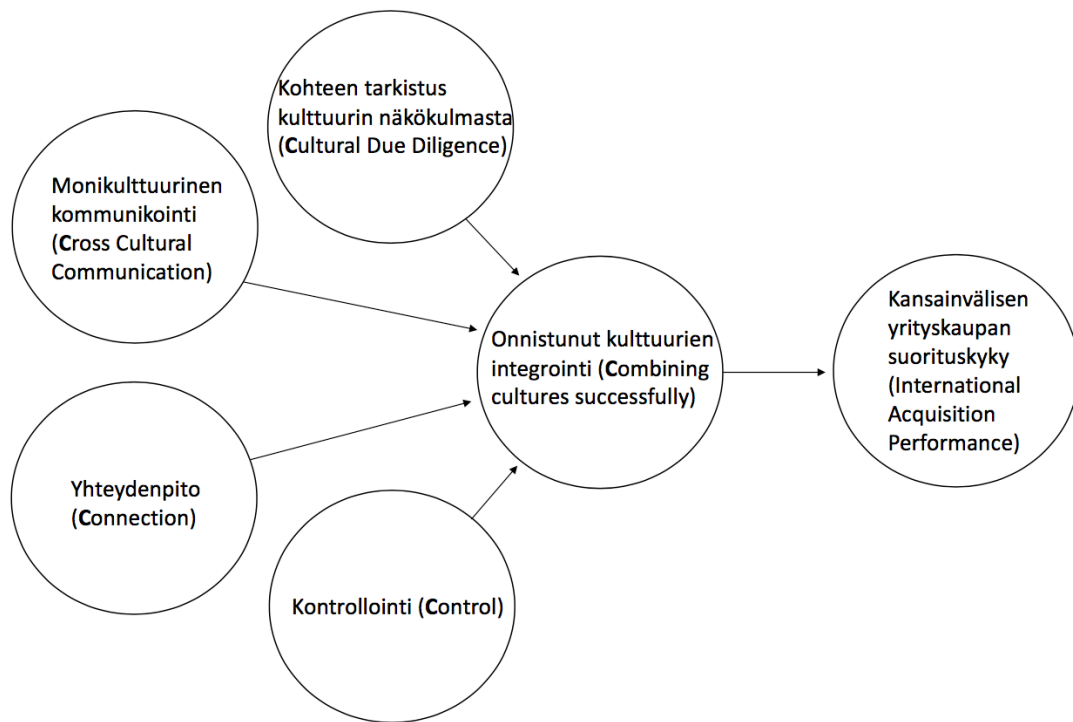 Kohteen tarkistus
kulttuurin näkökulmasta
(Cultural Due Diligence)
Monikulttuurinen
kommunikointi
(Cross Cultural
Communication)
Onnistunut kulttuurien
integrointi (Combining
cultures successfully)
Kansainvälisen
yrityskaupan
suorituskyky
(International
Acquisition
Performance)
Yhteydenpito
(Connection)
Kontrollointi (Control)